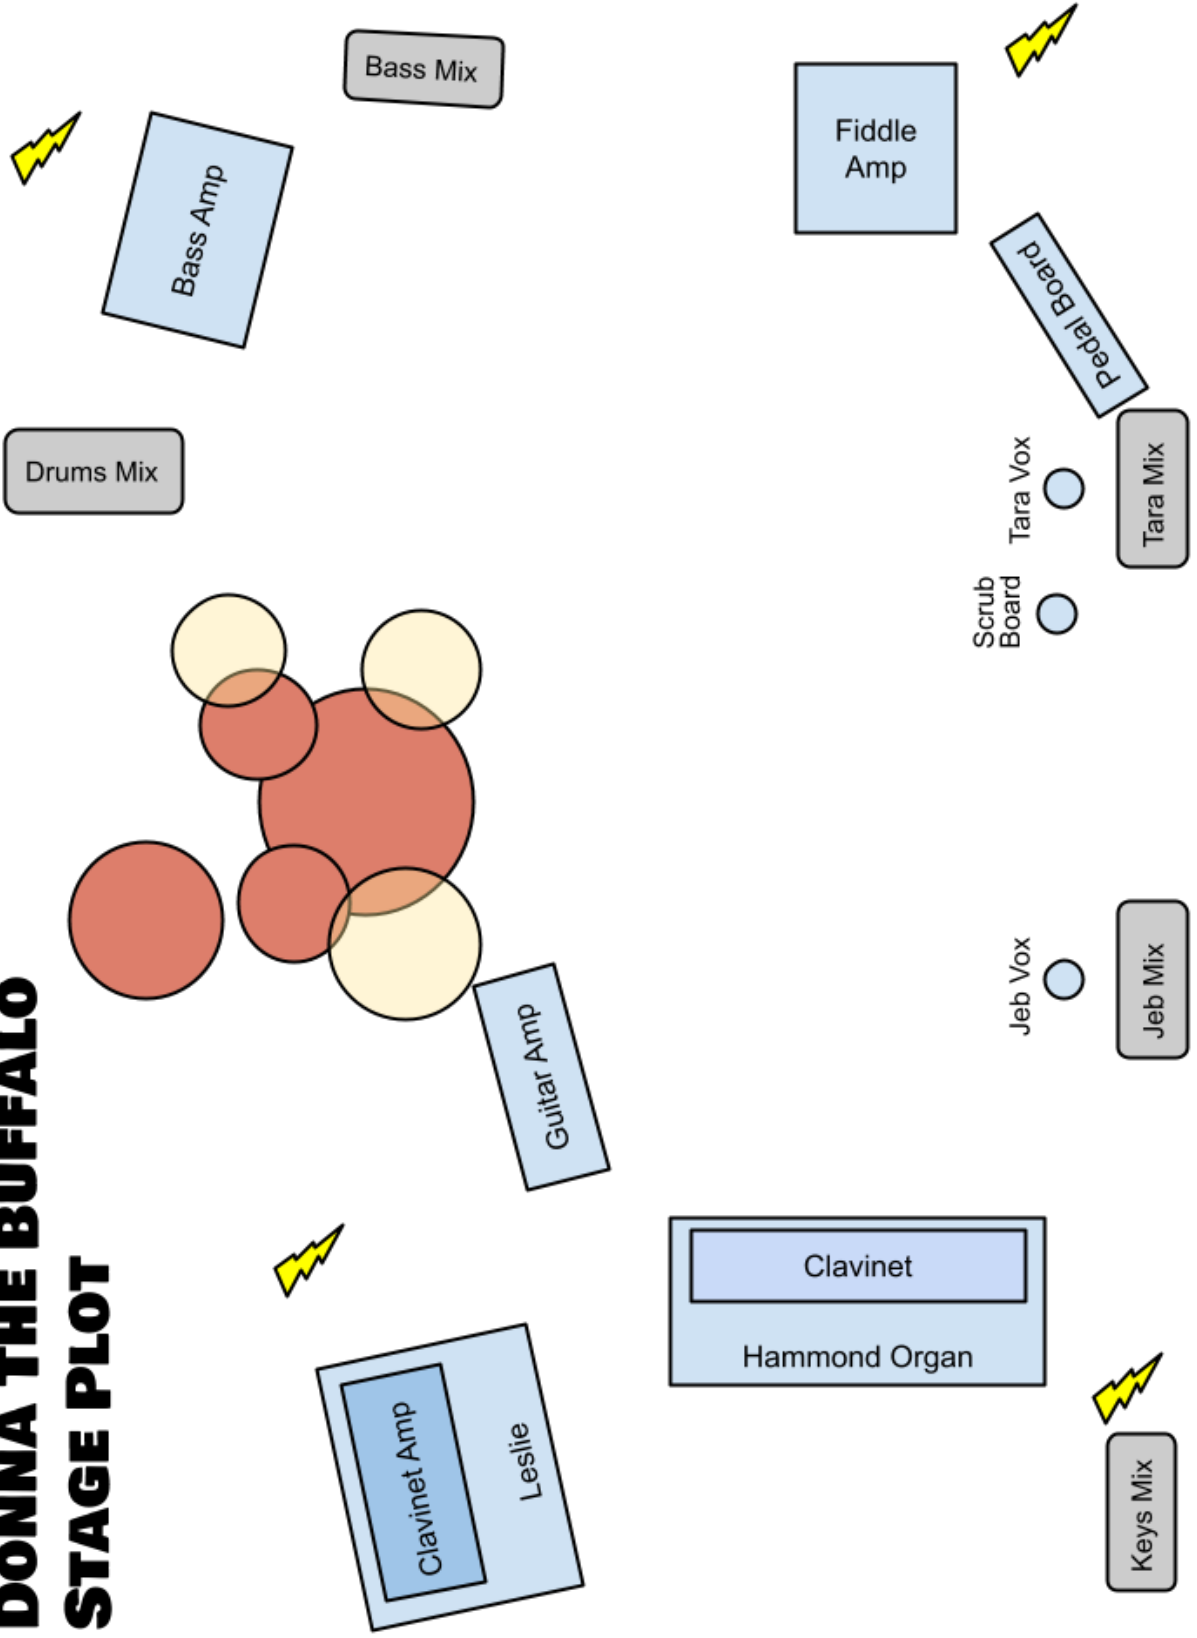 DONNA THE BUFFALO
STAGE PLOT
Drums Mix
Bass Amp
Bass Mix
Clavinet Amp
Leslie
Guitar Amp
Clavinet
Hammond Organ
Fiddle
Amp
Pedal Board
Scrub
Board
Tara Vox
Jeb Vox
Keys Mix
Jeb Mix
Tara Mix